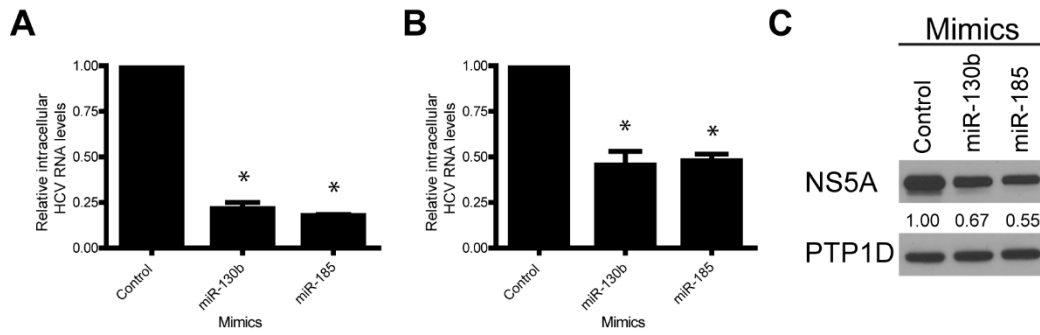 A
Relative intracellular
HCV RNA levels
1.00
0.75
0.50
0.25
0.00
*
*
Control
miR-130b
miR-185
Mimics
B
Relative intracellular
HCV RNA levels
1.00
0.75
0.50
0.25
0.00
*
*
Control
miR-130b
miR-185
Mimics
C
Mimics
Control
miR-130b
miR-185
NS5A
1.00 0.67 0.55
PTP1D